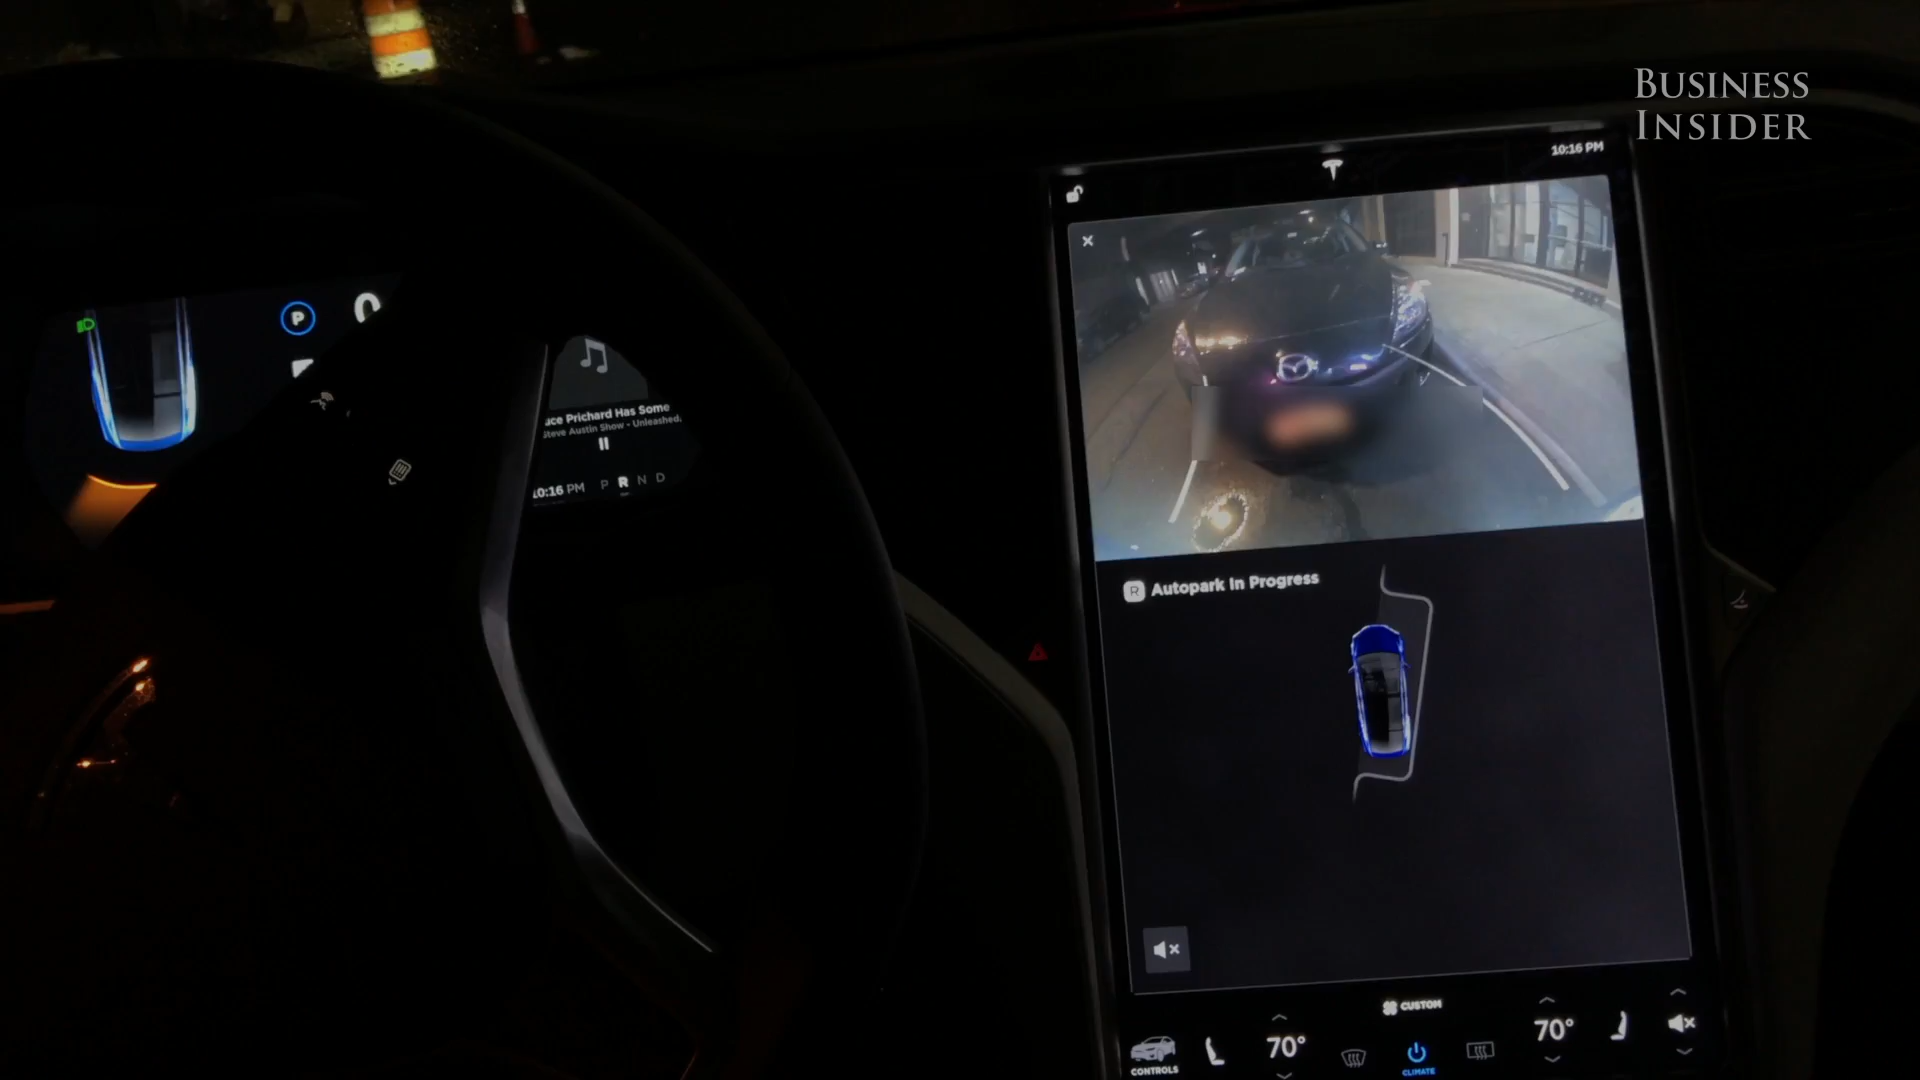 BUSINESS
INSIDER
10:16 PM
P
uce Prichard Has Some
Steve Austin Show - Unleashed,
10:16 PM P R N D
R Autopark In Progress
CUSTOM
70°
70°
CONTROLS
CLIMATE